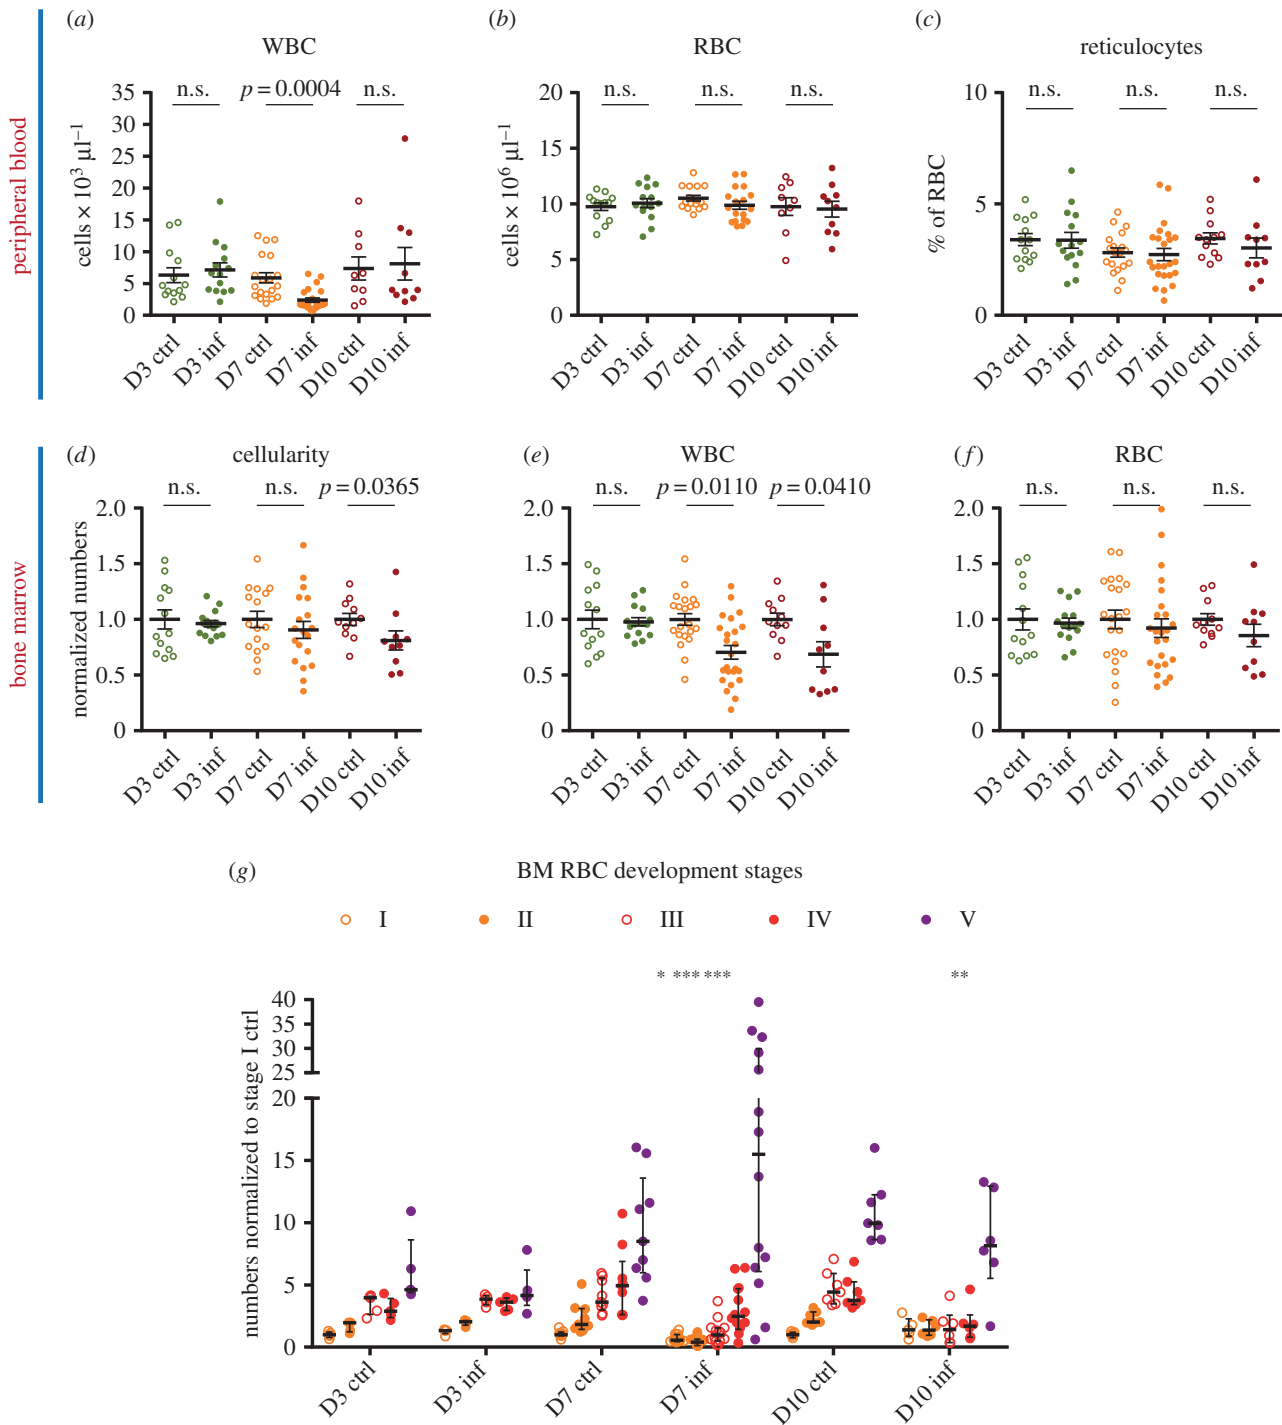 peripheral blood
(a)
WBC
n.s. p = 0.0004 n.s.
cells × 10³ µl⁻¹
35
30
25
20
15
10
5
0
D3 ctrl D3 inf D7 ctrl D7 inf D10 ctrl D10 inf
(b)
RBC
n.s. n.s. n.s.
cells × 10⁶ µl⁻¹
20
15
10
5
0
D3 ctrl D3 inf D7 ctrl D7 inf D10 ctrl D10 inf
(c)
reticulocytes
n.s. n.s. n.s.
% of RBC
10
5
0
D3 ctrl D3 inf D7 ctrl D7 inf D10 ctrl D10 inf
bone marrow
(d)
cellularity
n.s. n.s. p = 0.0365
normalized numbers
2.0
1.5
1.0
0.5
0
D3 ctrl D3 inf D7 ctrl D7 inf D10 ctrl D10 inf
(e)
WBC
n.s. p = 0.0110 p = 0.0410
2.0
1.5
1.0
0.5
0
D3 ctrl D3 inf D7 ctrl D7 inf D10 ctrl D10 inf
(f)
RBC
n.s. n.s. n.s.
2.0
1.5
1.0
0.5
0
D3 ctrl D3 inf D7 ctrl D7 inf D10 ctrl D10 inf
(g)
BM RBC development stages
I II III IV V
* *** *** **
numbers normalized to stage I ctrl
40
35
30
25
20
15
10
5
0
D3 ctrl D3 inf D7 ctrl D7 inf D10 ctrl D10 inf